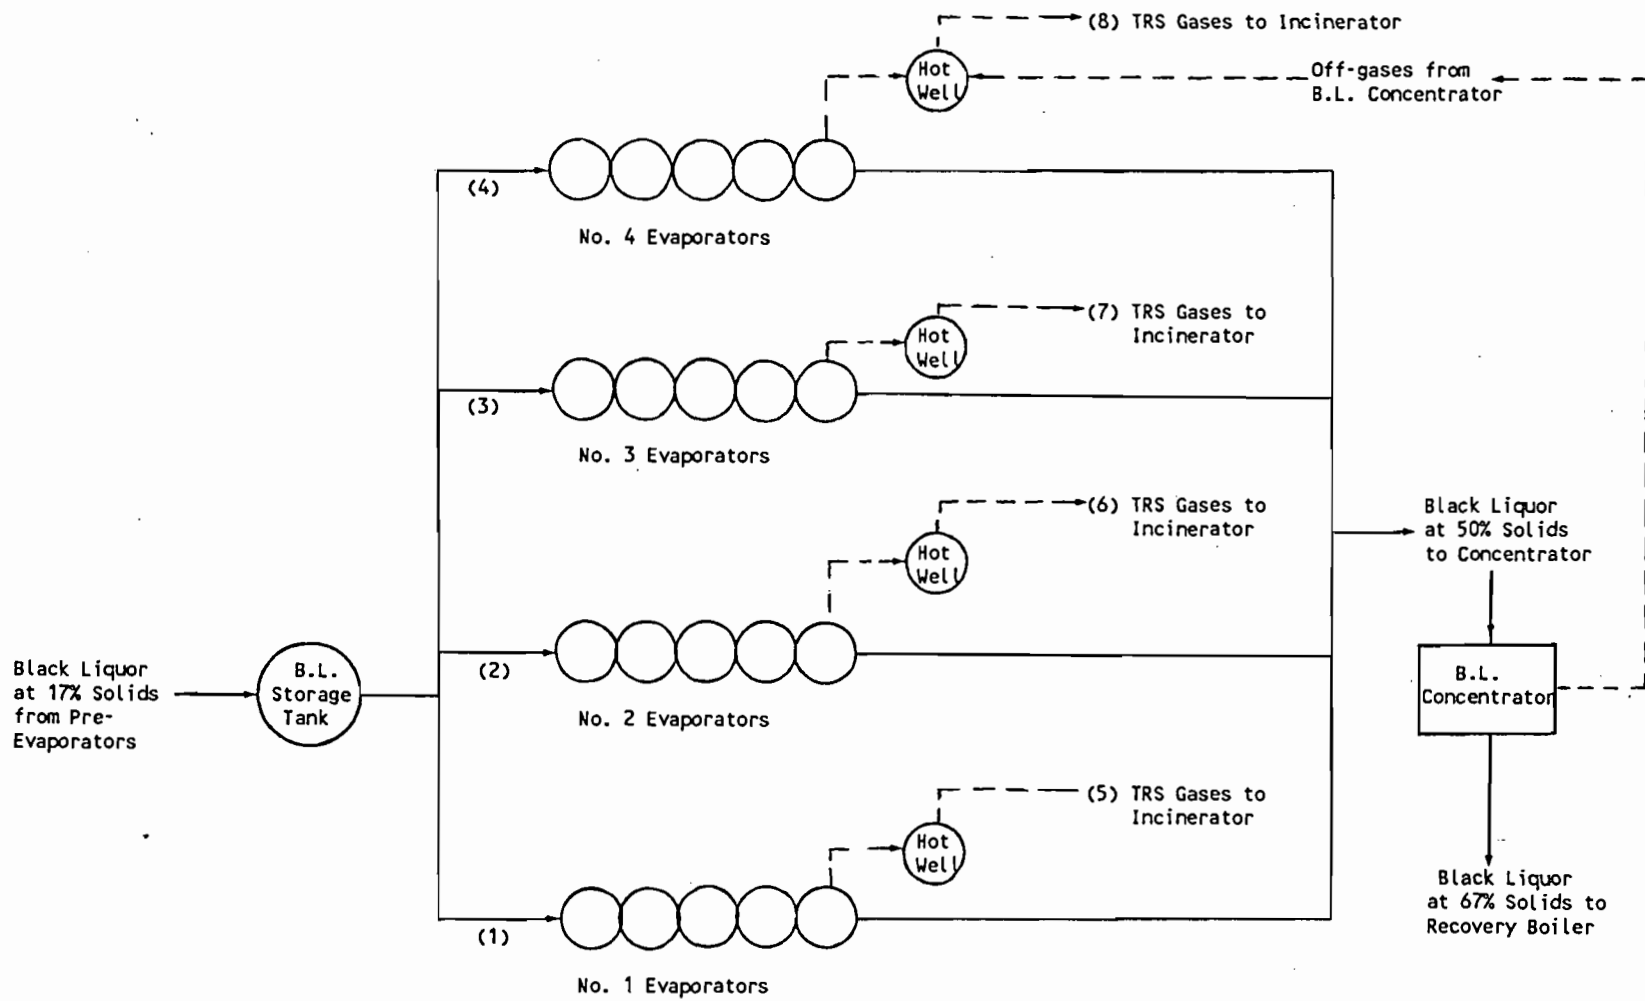 (8) TRS Gases to Incinerator
Hot
Well
Off-gases from
B.L. Concentrator
(4)
No. 4 Evaporators
(7) TRS Gases to
Incinerator
Hot
Well
(3)
No. 3 Evaporators
(6) TRS Gases to
Incinerator
Hot
Well
Black Liquor
at 50% Solids
to Concentrator
Black Liquor
at 17% Solids
from Pre-
Evaporators
B.L.
Storage
Tank
(2)
No. 2 Evaporators
B.L.
Concentrator
(5) TRS Gases to
Incinerator
Hot
Well
(1)
No. 1 Evaporators
Black Liquor
at 67% Solids to
Recovery Boiler